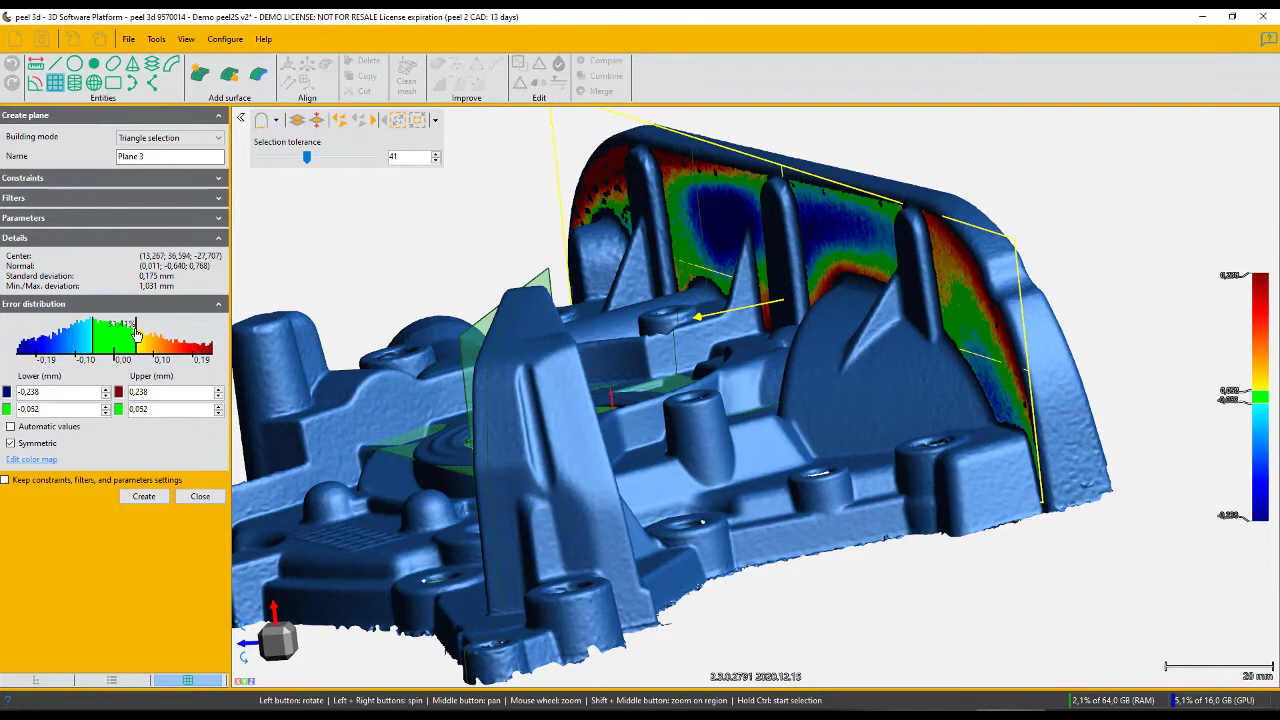 peel 3d - 3D Software Platform - peel 3d 9570014 - Demo peel2S v2* - DEMO LICENSE: NOT FOR RESALE License expiration (peel 2 CAD: 13 days)
File Tools View Configure Help
Delete
Copy
Cut
Clean
mesh
Compare
Combine
Merge
Entities
Add surface
Align
Improve
Edit
Create plane
Building mode
Triangle selection
Name
Plane 3
Constraints
Filters
Parameters
Details
Center: (13,267; 36,594; -27,707)
Normal: (0,011; -0,640; 0,768)
Standard deviation: 0,175 mm
Min./Max. deviation: 1,031 mm
Error distribution
-0,19 -0,10 0,00 0,10 0,19
Lower (mm) Upper (mm)
-0,238 0,238
-0,052 0,052
Automatic values
Symmetric
Edit color map
Keep constraints, filters, and parameters settings
Create Close
Selection tolerance
41
20 mm
2.3.0.2791 2020.12.15
Left button: rotate | Left + Right buttons: spin | Middle button: pan | Mouse wheel: zoom | Shift + Middle button: zoom on region | Hold Ctrl: start selection
2,1% of 64,0 GB (RAM)
5,1% of 16,0 GB (GPU)